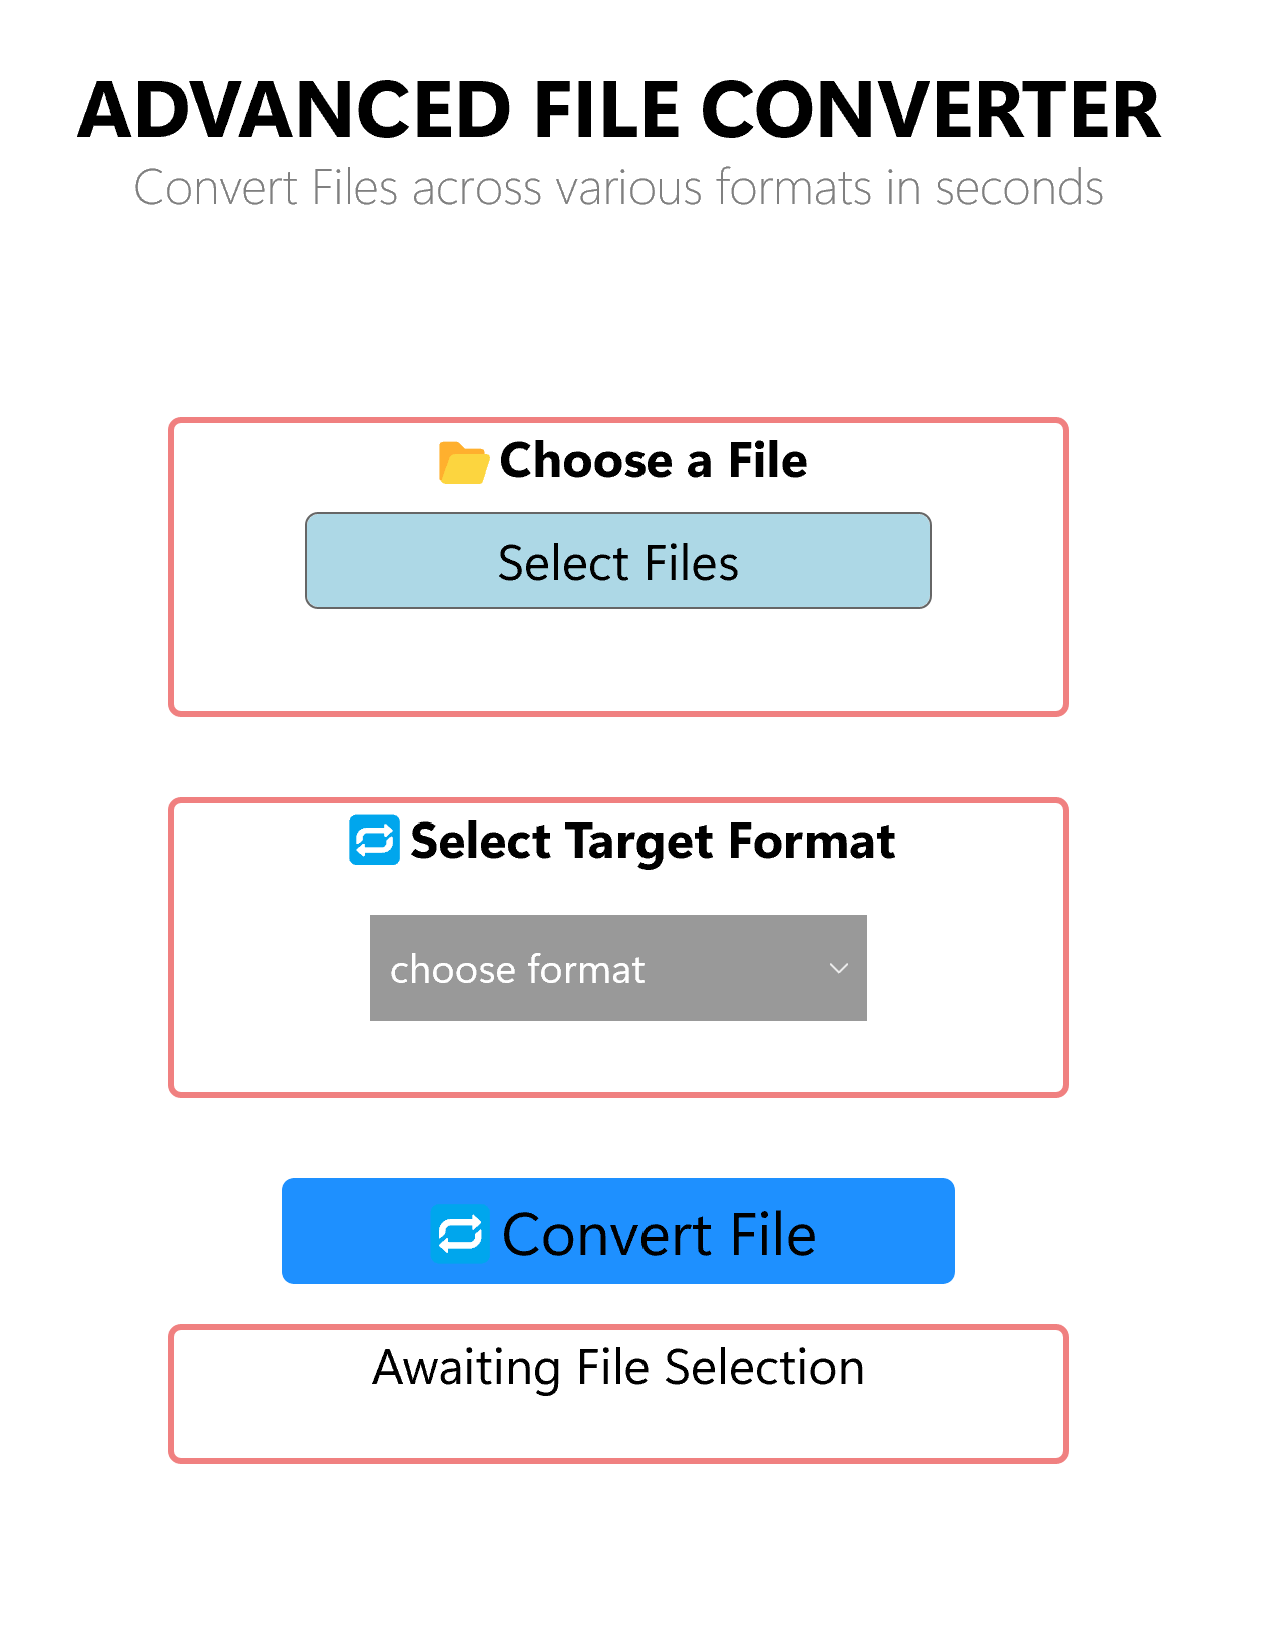 ADVANCED FILE CONVERTER
Convert Files across various formats in seconds
📂 Choose a File
Select Files
🔁 Select Target Format
choose format
🔁 Convert File
Awaiting File Selection